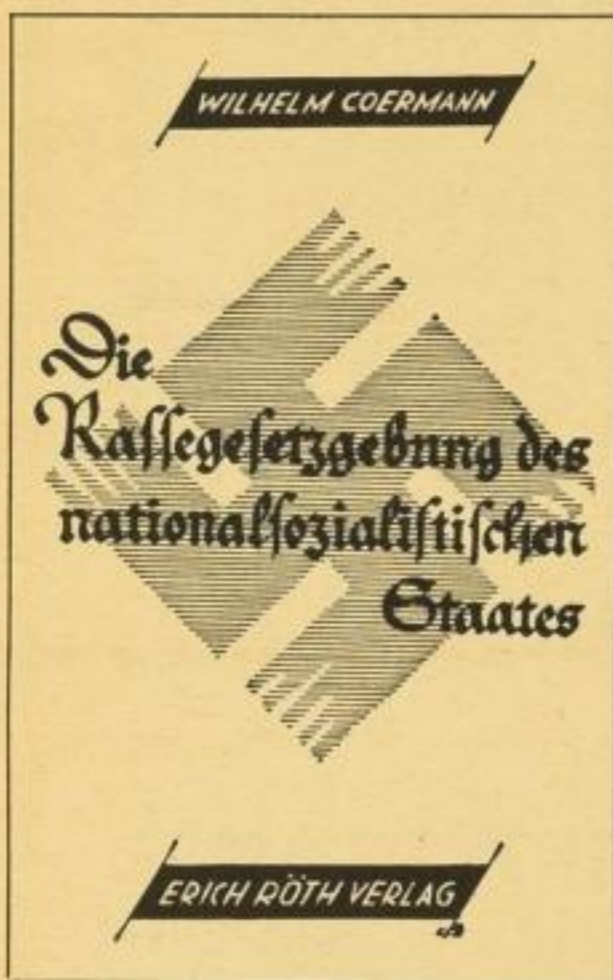 WILHELM COERMANN
Die
Rassegesetzgebung des
nationalsozialistischen
Staates
ERICH RÖTH VERLAG